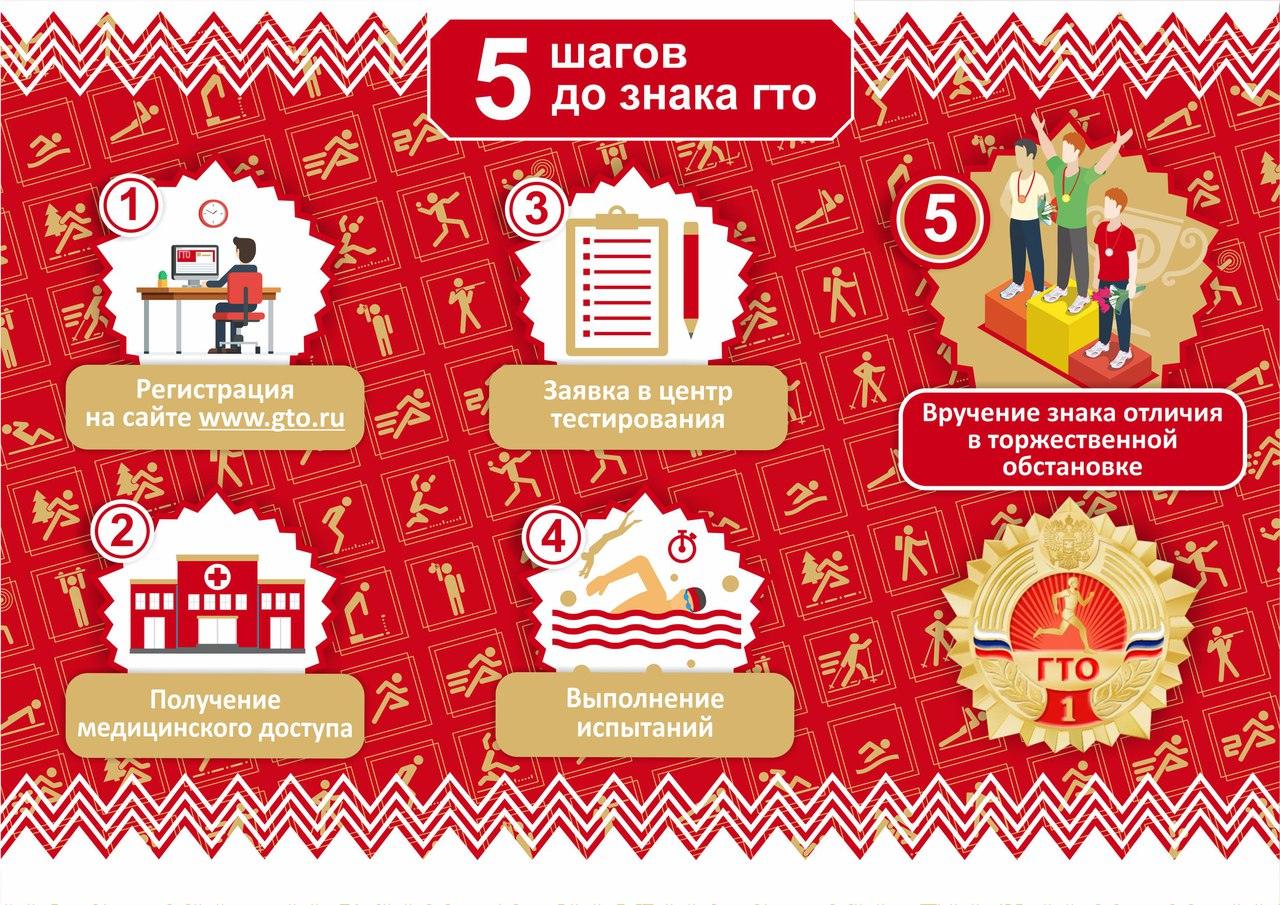 5 шагов
до знака гто
1
ГТО
Регистрация
на сайте www.gto.ru
2
Получение
медицинского доступа
3
Заявка в центр
тестирования
4
Выполнение
испытаний
5
1
Вручение знака отличия
в торжественной
обстановке
ГТО
1